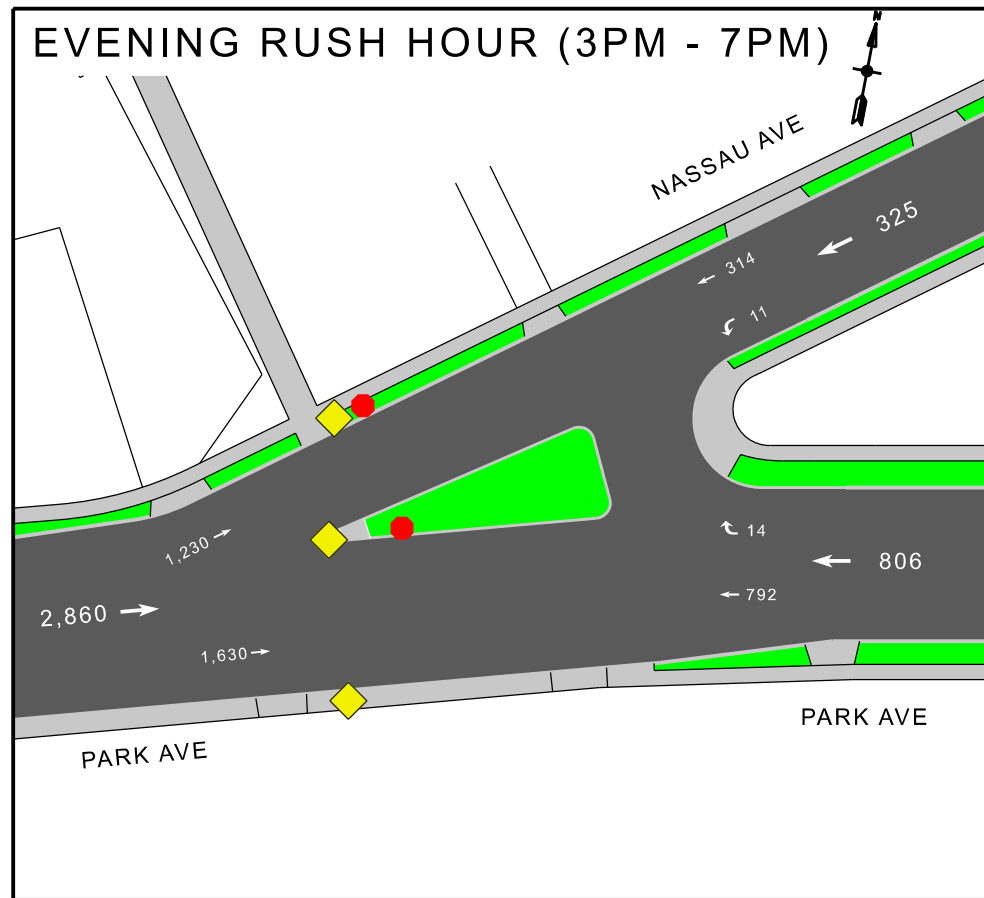 EVENING RUSH HOUR (3PM - 7PM)
N
NASSAU AVE
325
314
11
1,230
14
806
2,860
792
1,630
PARK AVE
PARK AVE